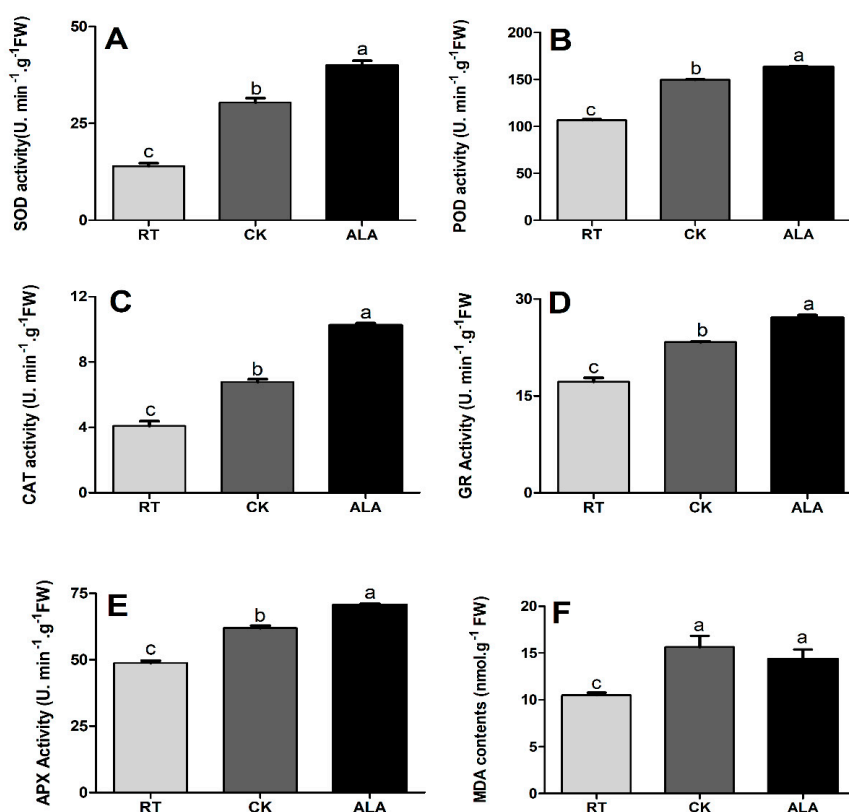 A
SOD activity(U. min⁻¹.g⁻¹FW)
50
25
0
c
b
a
RT CK ALA
B
POD activity (U. min⁻¹.g⁻¹FW)
200
150
100
50
0
c
b
a
RT CK ALA
C
CAT activity (U. min⁻¹.g⁻¹FW)
12
8
4
0
c
b
a
RT CK ALA
D
GR Activity (U. min⁻¹.g⁻¹FW
30
15
0
c
b
a
RT CK ALA
E
APX Activity (U. min⁻¹.g⁻¹FW)
75
50
25
0
c
b
a
RT CK ALA
F
MDA contents (nmol.g⁻¹ FW)
20
15
10
5
0
c
a
a
RT CK ALA